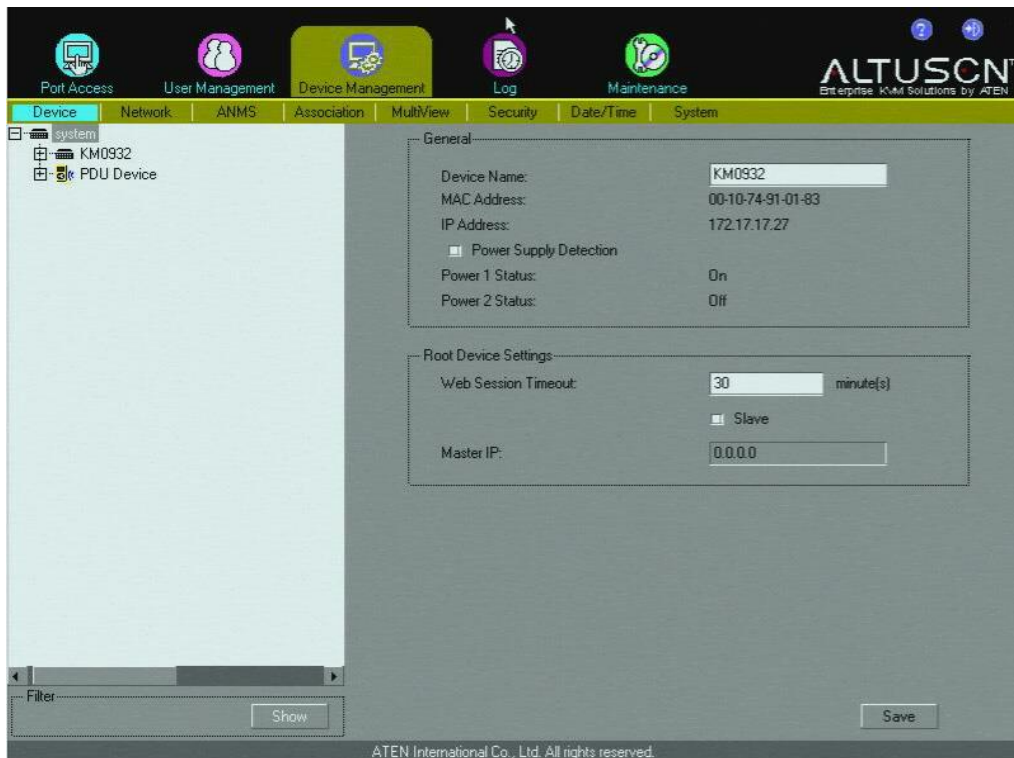 Port Access User Management Device Management Log Maintenance
ALTUSCN
Enterprise KVM Solutions by ATEN
Device Network ANMS Association MultiView Security Date/Time System
system
KM0932
PDU Device
General
Device Name: KM0932
MAC Address: 00-10-74-91-01-83
IP Address: 172.17.17.27
Power Supply Detection
Power 1 Status: On
Power 2 Status: Off
Root Device Settings
Web Session Timeout: 30 minute(s)
Slave
Master IP: 0.0.0.0
Filter
Show
Save
ATEN International Co., Ltd. All rights reserved.